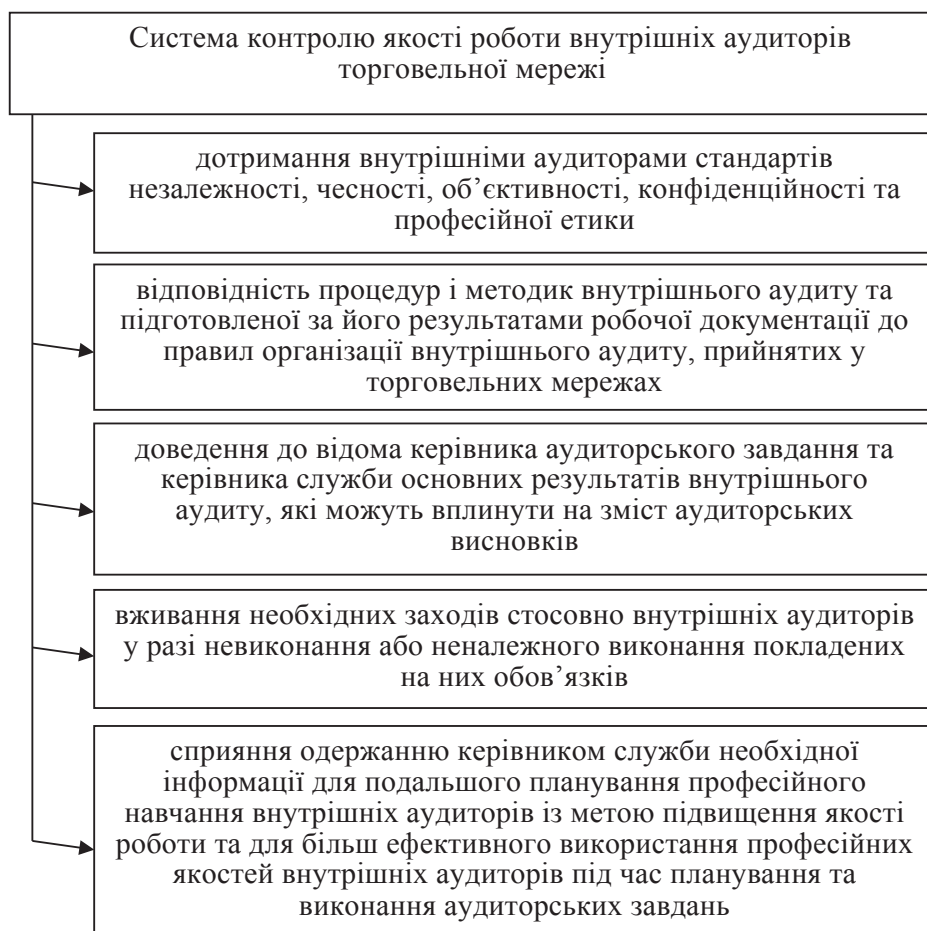 Система контролю якості роботи внутрішніх аудиторів
торговельної мережі
дотримання внутрішніми аудиторами стандартів
незалежності, чесності, об’єктивності, конфіденційності та
професійної етики
відповідність процедур і методик внутрішнього аудиту та
підготовленої за його результатами робочої документації до
правил організації внутрішнього аудиту, прийнятих у
торговельних мережах
доведення до відома керівника аудиторського завдання та
керівника служби основних результатів внутрішнього
аудиту, які можуть вплинути на зміст аудиторських
висновків
вживання необхідних заходів стосовно внутрішніх аудиторів
у разі невиконання або неналежного виконання покладених
на них обов’язків
сприяння одержанню керівником служби необхідної
інформації для подальшого планування професійного
навчання внутрішніх аудиторів із метою підвищення якості
роботи та для більш ефективного використання професійних
якостей внутрішніх аудиторів під час планування та
виконання аудиторських завдань